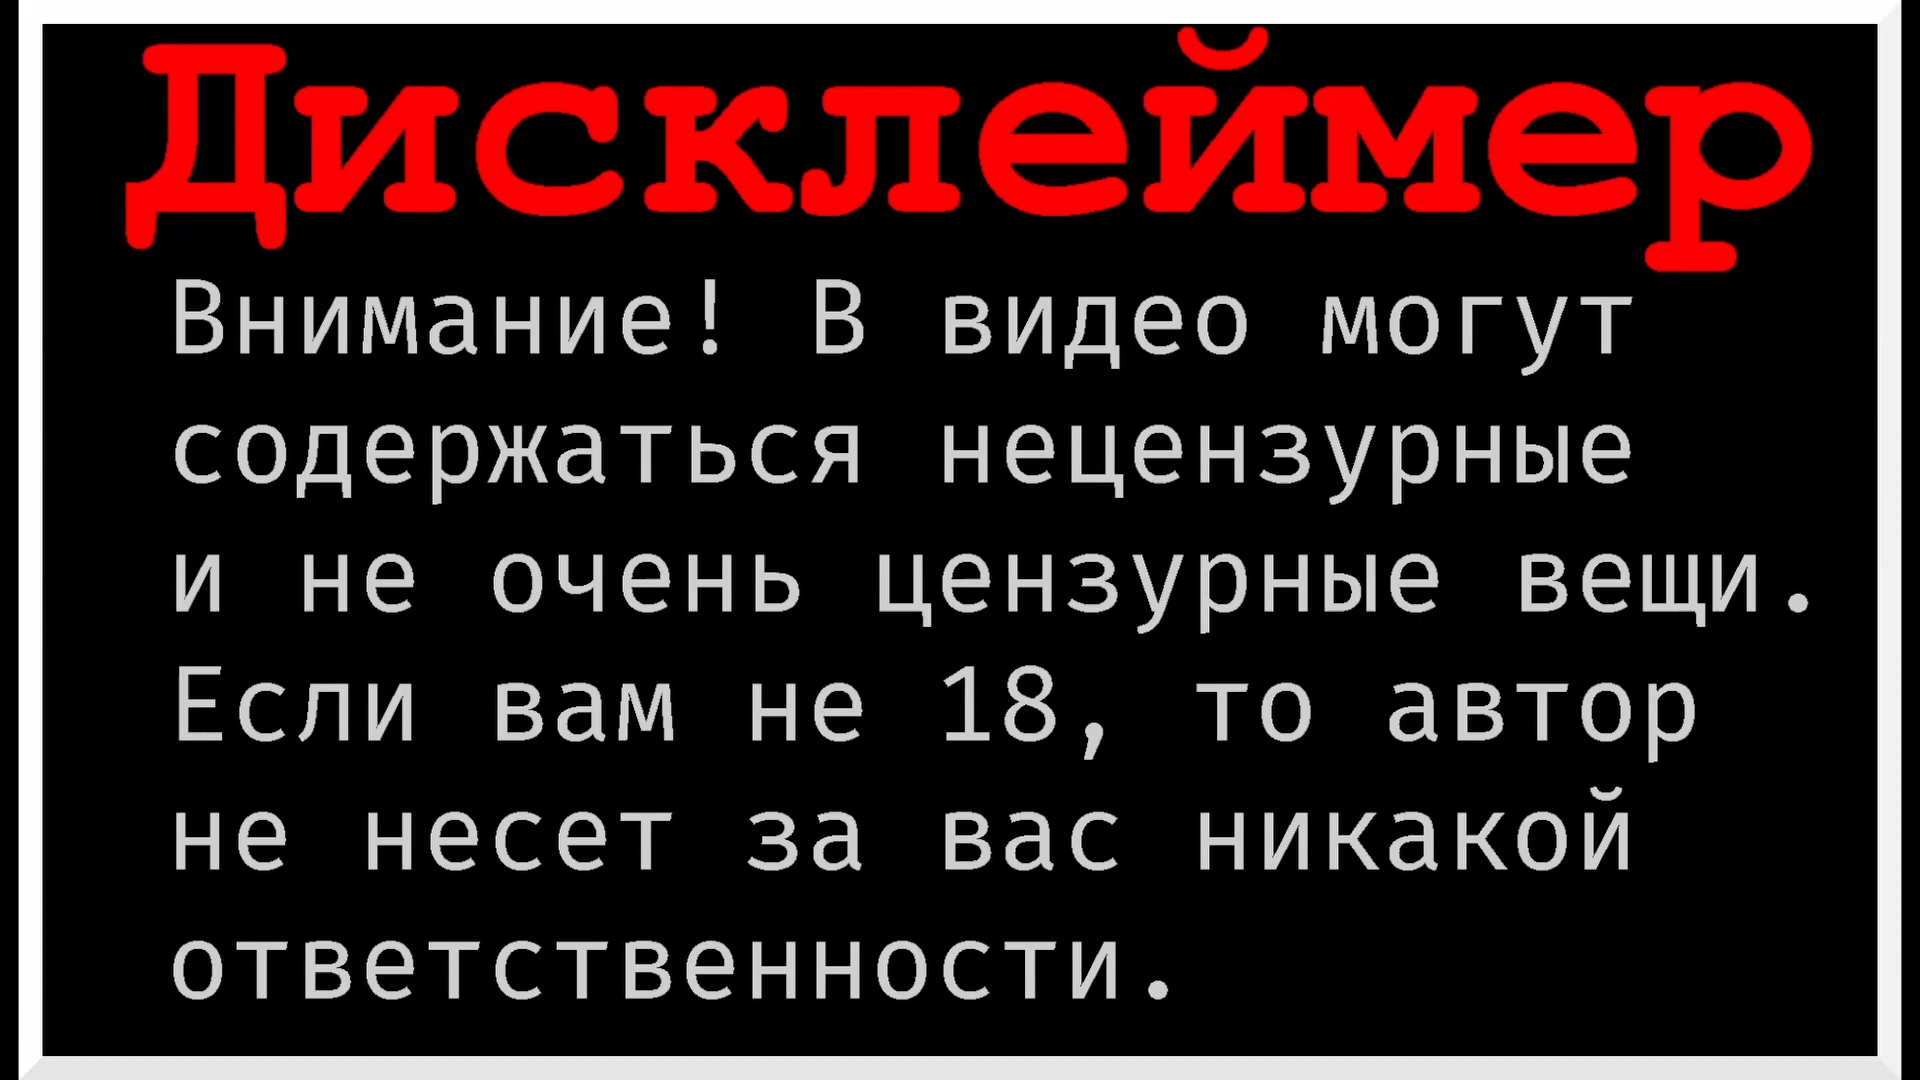 Дисклеймер
Внимание! В видео могут
содержаться нецензурные
и не очень цензурные вещи.
Если вам не 18, то автор
не несет за вас никакой
ответственности.